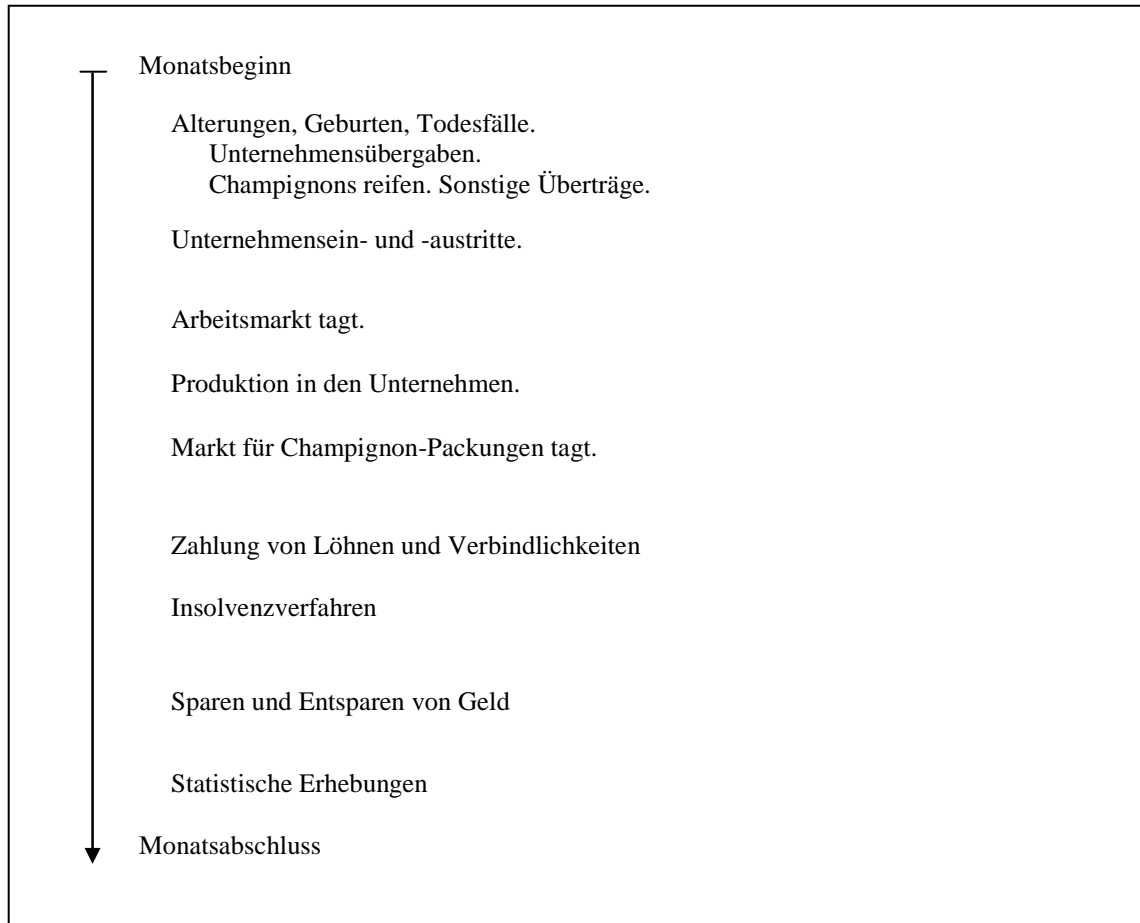 Monatsbeginn
Alterungen, Geburten, Todesfälle.
Unternehmensübergaben.
Champignons reifen. Sonstige Überträge.
Unternehmensein- und -austritte.
Arbeitsmarkt tagt.
Produktion in den Unternehmen.
Markt für Champignon-Packungen tagt.
Zahlung von Löhnen und Verbindlichkeiten
Insolvenzverfahren
Sparen und Entsparen von Geld
Statistische Erhebungen
Monatsabschluss